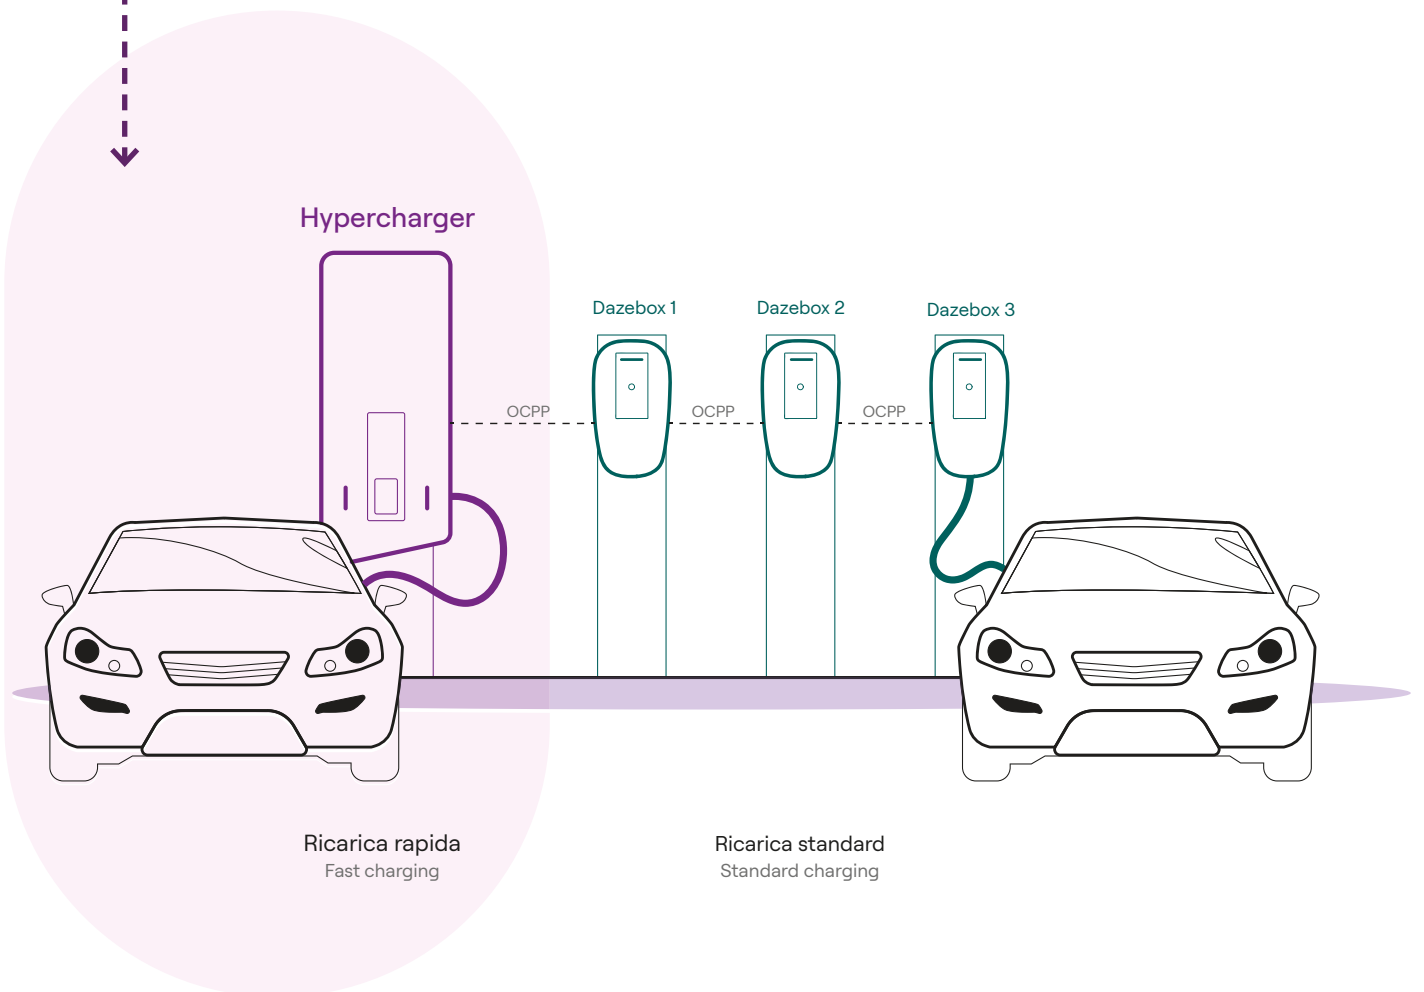 Hypercharger
Dazebox 1
Dazebox 2
Dazebox 3
OCPP
OCPP
OCPP
Ricarica rapida
Fast charging
Ricarica standard
Standard charging